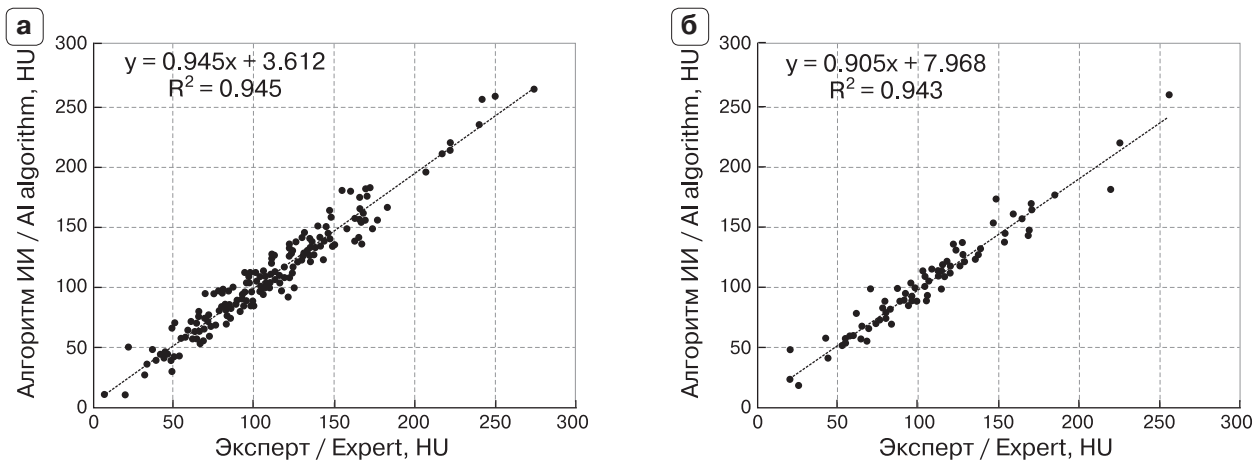 а
y = 0.945x + 3.612
R² = 0.945
Алгоритм ИИ / AI algorithm, HU
300
250
200
150
100
50
0
0 50 100 150 200 250 300
Эксперт / Expert, HU
б
y = 0.905x + 7.968
R² = 0.943
Алгоритм ИИ / AI algorithm, HU
300
250
200
150
100
50
0
0 50 100 150 200 250 300
Эксперт / Expert, HU